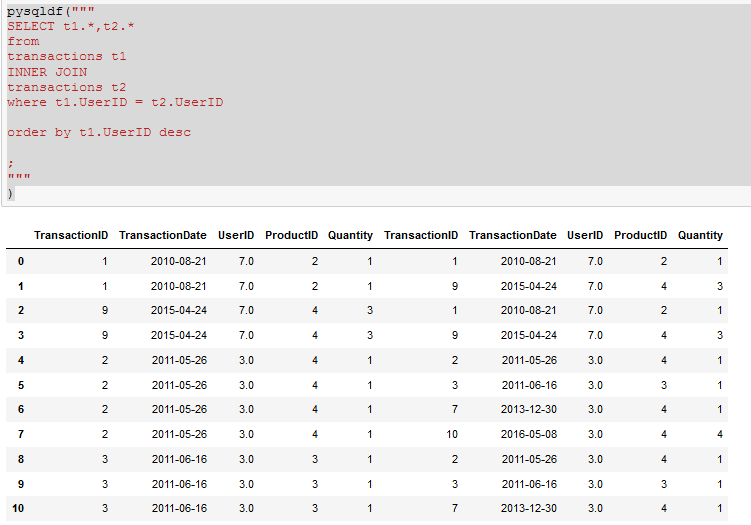 pysqldf("""
SELECT t1.*,t2.*
from
transactions t1
INNER JOIN
transactions t2
where t1.UserID = t2.UserID
order by t1.UserID desc
;
"""
)
TransactionID TransactionDate UserID ProductID Quantity TransactionID TransactionDate UserID ProductID Quantity
0 1 2010-08-21 7.0 2 1 1 2010-08-21 7.0 2 1
1 1 2010-08-21 7.0 2 1 9 2015-04-24 7.0 4 3
2 9 2015-04-24 7.0 4 3 1 2010-08-21 7.0 2 1
3 9 2015-04-24 7.0 4 3 9 2015-04-24 7.0 4 3
4 2 2011-05-26 3.0 4 1 2 2011-05-26 3.0 4 1
5 2 2011-05-26 3.0 4 1 3 2011-06-16 3.0 3 1
6 2 2011-05-26 3.0 4 1 7 2013-12-30 3.0 4 1
7 2 2011-05-26 3.0 4 1 10 2016-05-08 3.0 4 4
8 3 2011-06-16 3.0 3 1 2 2011-05-26 3.0 4 1
9 3 2011-06-16 3.0 3 1 3 2011-06-16 3.0 3 1
10 3 2011-06-16 3.0 3 1 7 2013-12-30 3.0 4 1